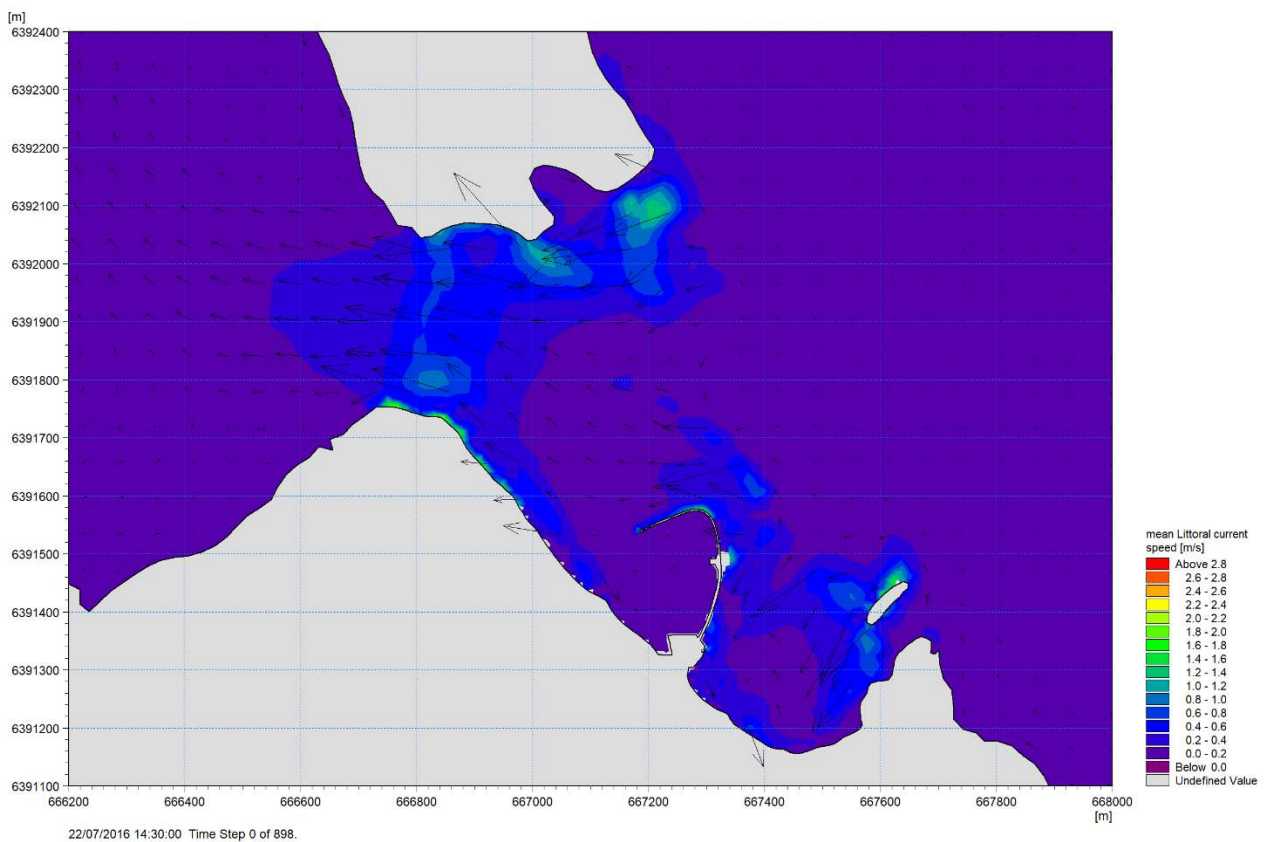 [m]
6392400
6392300
6392200
6392100
6392000
6391900
6391800
6391700
6391600
6391500
6391400
6391300
6391200
6391100
666200 666400 666600 666800 667000 667200 667400 667600 667800 668000
[m]
mean Littoral current
speed [m/s]
Above 2.8
2.6 - 2.8
2.4 - 2.6
2.2 - 2.4
2.0 - 2.2
1.8 - 2.0
1.6 - 1.8
1.4 - 1.6
1.2 - 1.4
1.0 - 1.2
0.8 - 1.0
0.6 - 0.8
0.4 - 0.6
0.2 - 0.4
0.0 - 0.2
Below 0.0
Undefined Value
22/07/2016 14:30:00 Time Step 0 of 898.